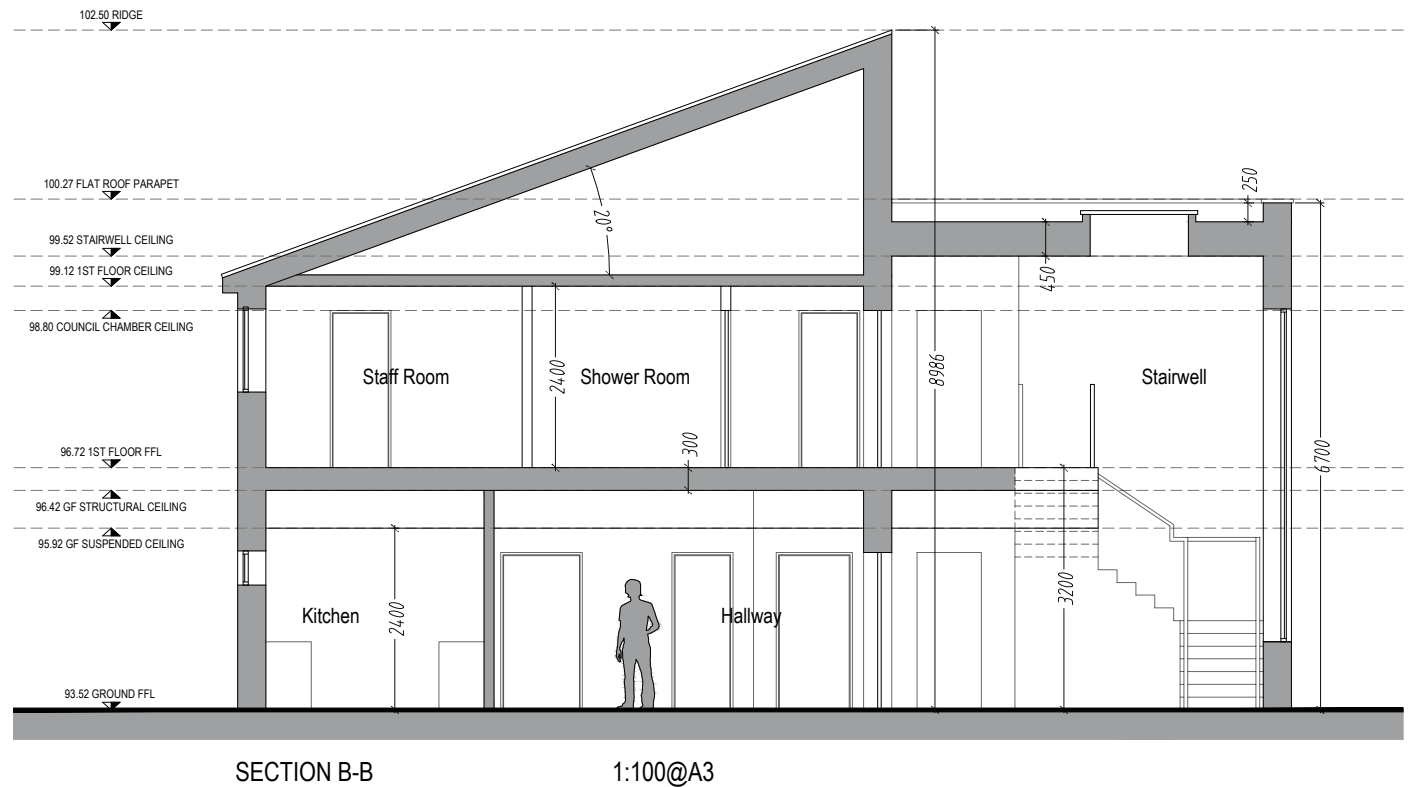 102.50 RIDGE
100.27 FLAT ROOF PARAPET
250
20°
99.52 STAIRWELL CEILING
99.12 1ST FLOOR CEILING
450
98.80 COUNCIL CHAMBER CEILING
Staff Room
2400
Shower Room
8986
Stairwell
96.72 1ST FLOOR FFL
300
6700
96.42 GF STRUCTURAL CEILING
95.92 GF SUSPENDED CEILING
Kitchen
2400
Hallway
3200
93.52 GROUND FFL
SECTION B-B
1:100@A3